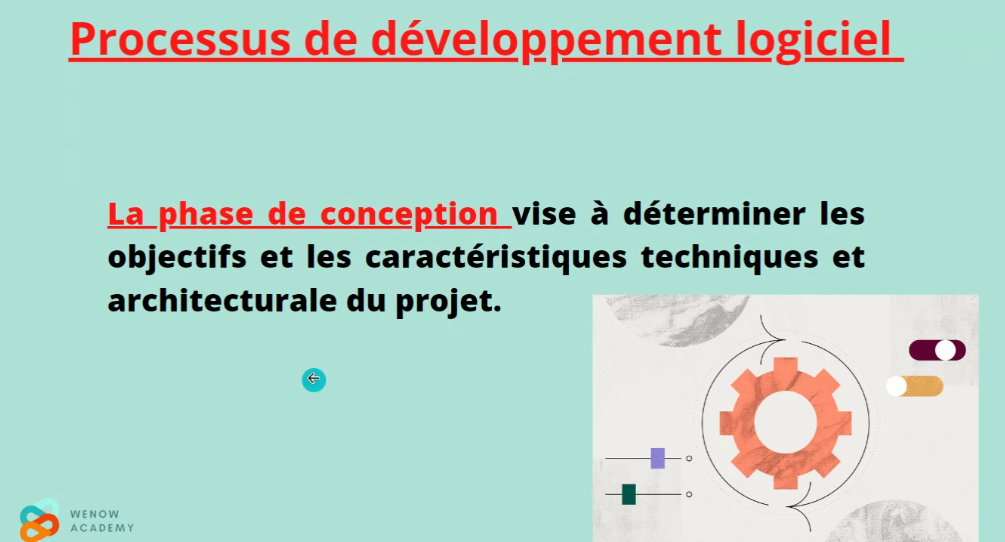 Processus de développement logiciel
La phase de conception vise à déterminer les
objectifs et les caractéristiques techniques et
architecturale du projet.
WENOW
ACADEMY